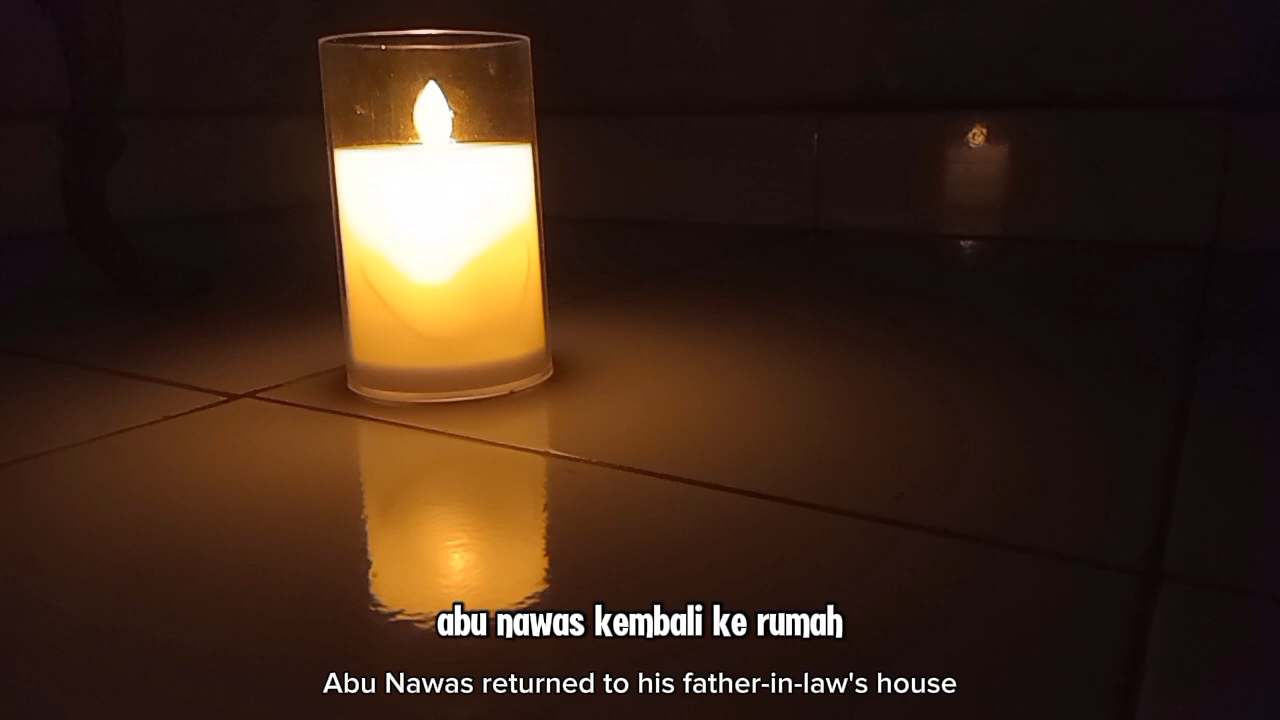 abu nawas kembali ke rumah
Abu Nawas returned to his father-in-law's house